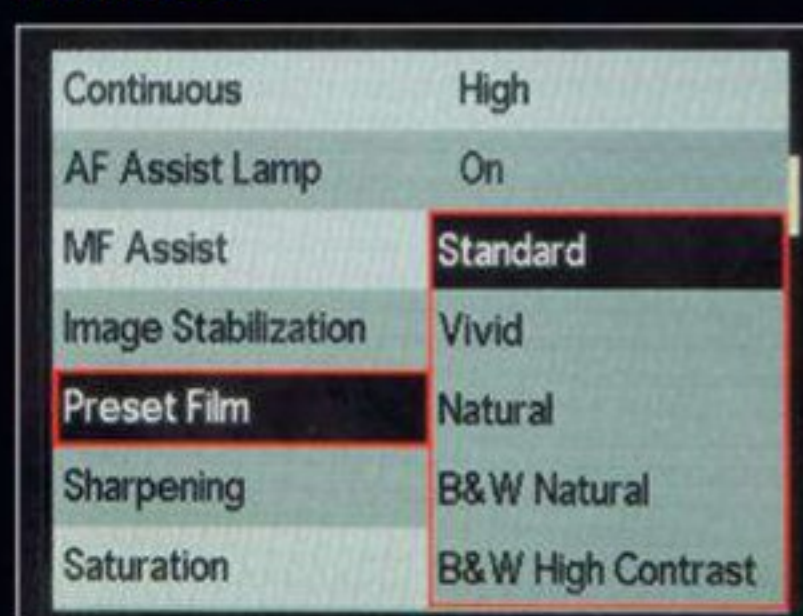 Continuous High
AF Assist Lamp On
MF Assist Standard
Image Stabilization Vivid
Preset Film Natural
Sharpening B&W Natural
Saturation B&W High Contrast